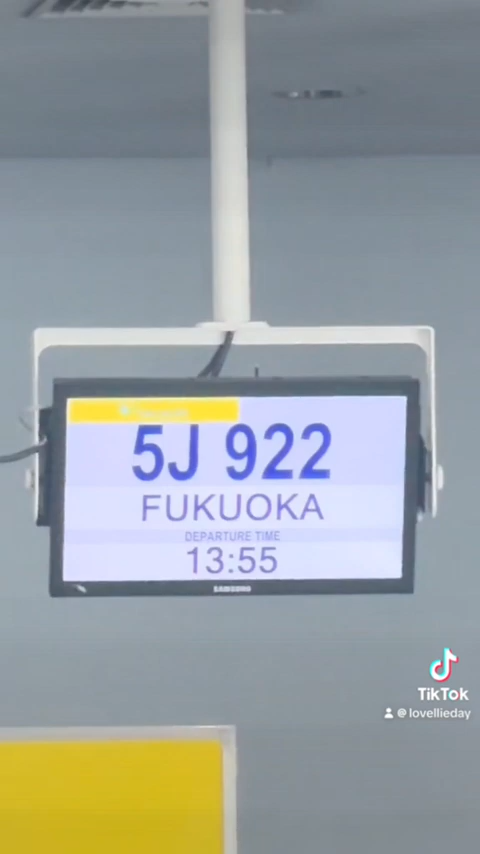 5J 922
FUKUOKA
DEPARTURE TIME
13:55
SAMSUNG
TikTok
@lovellieday